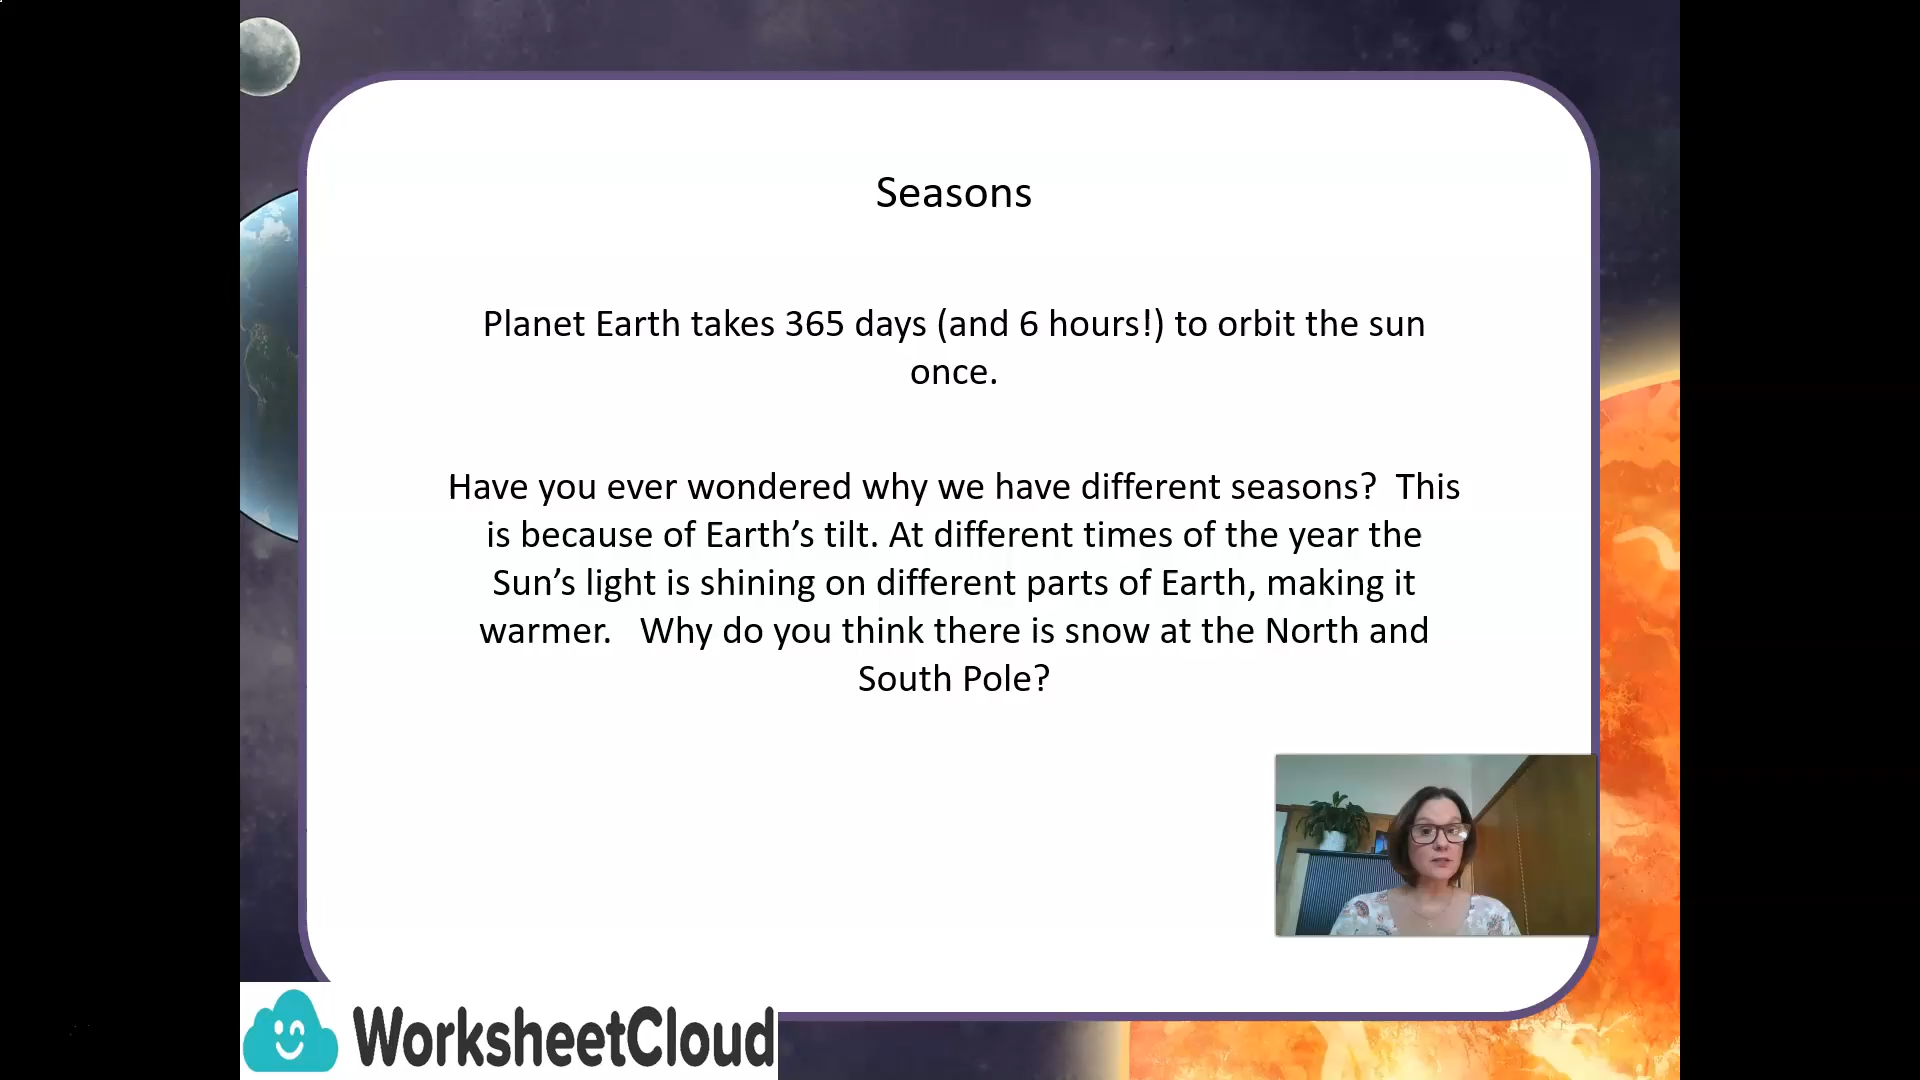 Seasons
Planet Earth takes 365 days (and 6 hours!) to orbit the sun
once.
Have you ever wondered why we have different seasons?  This
is because of Earth’s tilt. At different times of the year the
Sun’s light is shining on different parts of Earth, making it
warmer.   Why do you think there is snow at the North and
South Pole?
WorksheetCloud